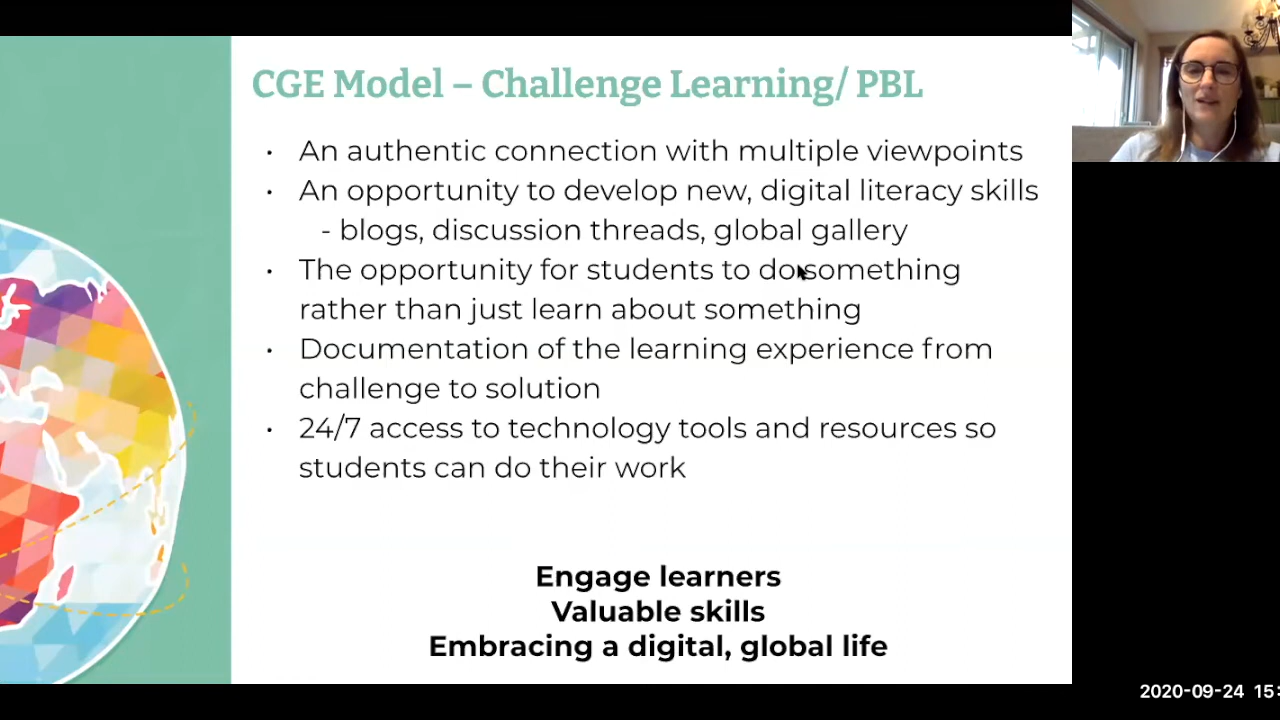 CGE Model – Challenge Learning/ PBL
• An authentic connection with multiple viewpoints
• An opportunity to develop new, digital literacy skills
- blogs, discussion threads, global gallery
• The opportunity for students to do something
rather than just learn about something
• Documentation of the learning experience from
challenge to solution
• 24/7 access to technology tools and resources so
students can do their work
Engage learners
Valuable skills
Embracing a digital, global life
2020-09-24 15: